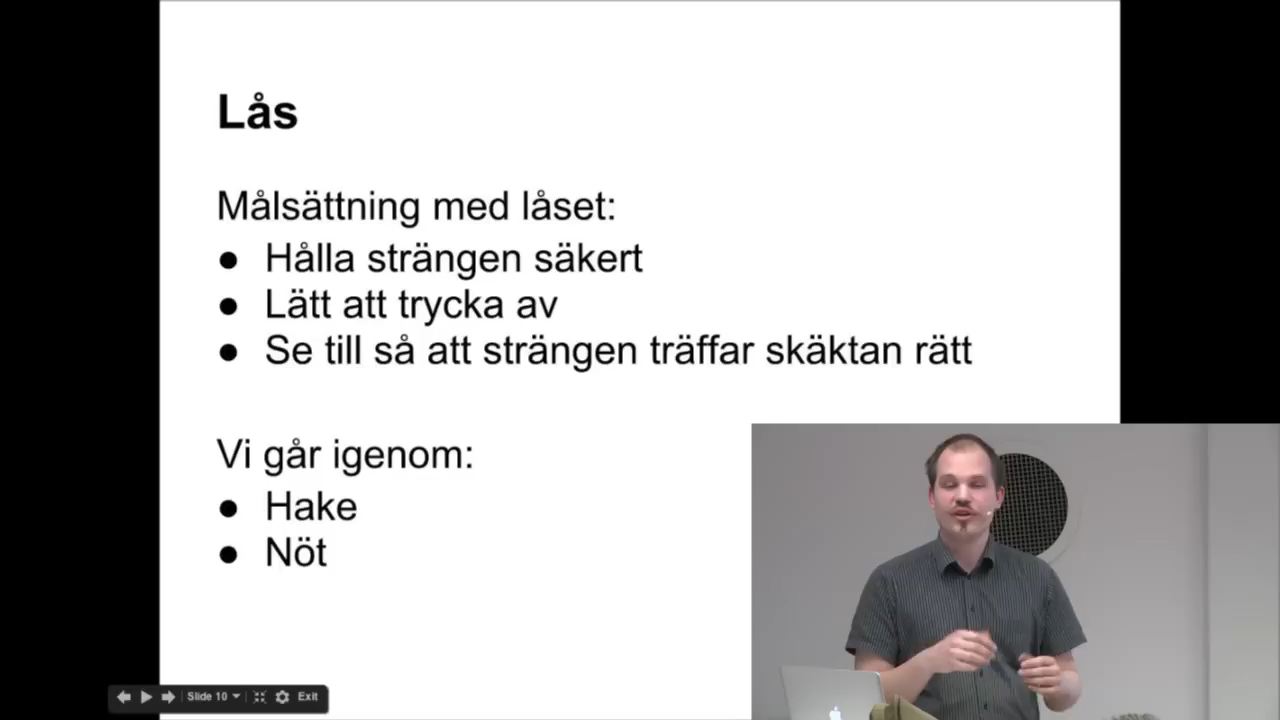 Lås
Målsättning med låset:
● Hålla strängen säkert
● Lätt att trycka av
● Se till så att strängen träffar skäktan rätt
Vi går igenom:
● Hake
● Nöt
Slide 10
Exit